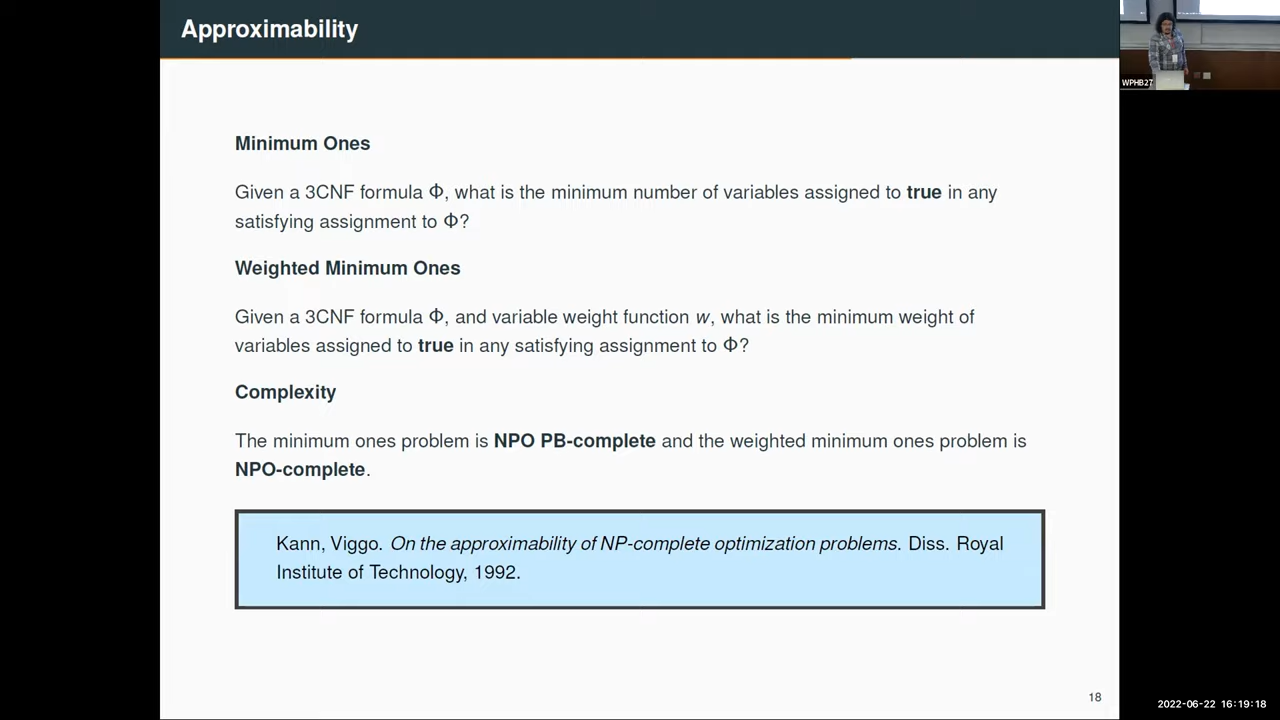 Approximability
WPHB27
Minimum Ones
Given a 3CNF formula Φ, what is the minimum number of variables assigned to true in any
satisfying assignment to Φ?
Weighted Minimum Ones
Given a 3CNF formula Φ, and variable weight function w, what is the minimum weight of
variables assigned to true in any satisfying assignment to Φ?
Complexity
The minimum ones problem is NPO PB-complete and the weighted minimum ones problem is
NPO-complete.
Kann, Viggo. On the approximability of NP-complete optimization problems. Diss. Royal
Institute of Technology, 1992.
18
2022-06-22 16:19:18